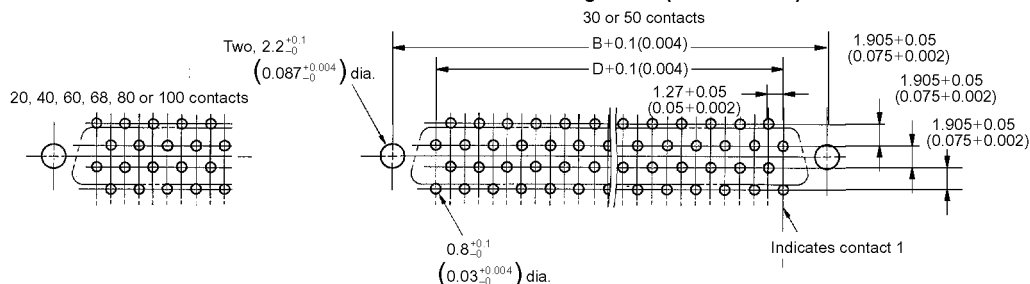 30 or 50 contacts
Two, 2.2 +0.1 -0
(0.087 +0.004 -0) dia.
B+0.1(0.004)
D+0.1(0.004)
1.905+0.05
(0.075+0.002)
20, 40, 60, 68, 80 or 100 contacts
1.27+0.05
(0.05+0.002)
1.905+0.05
(0.075+0.002)
1.905+0.05
(0.075+0.002)
0.8 +0.1 -0
(0.03 +0.004 -0) dia.
Indicates contact 1